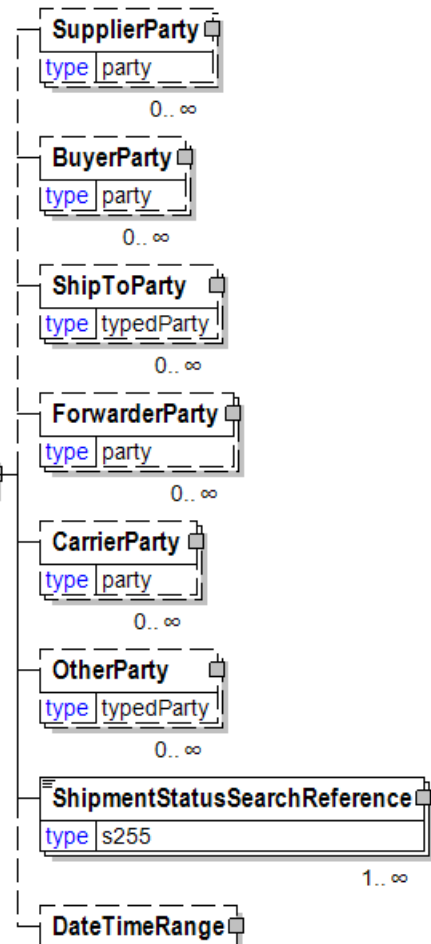 SupplierParty
type party
0.. ∞
BuyerParty
type party
0.. ∞
ShipToParty
type typedParty
0.. ∞
ForwarderParty
type party
0.. ∞
CarrierParty
type party
0.. ∞
OtherParty
type typedParty
0.. ∞
ShipmentStatusSearchReference
type s255
1.. ∞
DateTimeRange